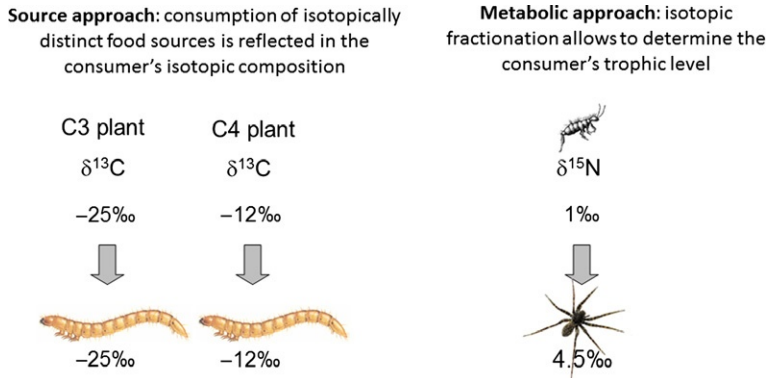 Source approach: consumption of isotopically
distinct food sources is reflected in the
consumer's isotopic composition
C3 plant
δ¹³C
–25‰
–25‰
C4 plant
δ¹³C
–12‰
–12‰
Metabolic approach: isotopic
fractionation allows to determine the
consumer's trophic level
δ¹⁵N
1‰
4.5‰